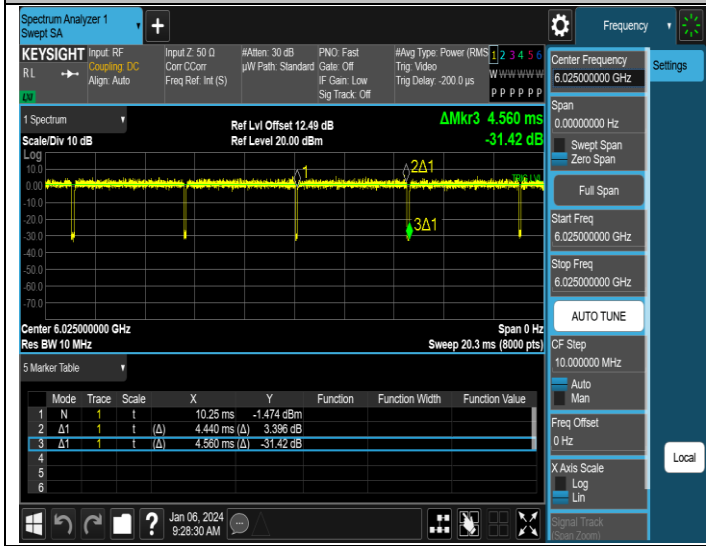 Spectrum Analyzer 1
Swept SA
+
Frequency
KEYSIGHT
RL
LXI
Input: RF
Coupling: DC
Align: Auto
Input Z: 50 Ω
Corr CCorr
Freq Ref: Int (S)
#Atten: 30 dB
µW Path: Standard
PNO: Fast
Gate: Off
IF Gain: Low
Sig Track: Off
#Avg Type: Power (RMS
Trig: Video
Trig Delay: -200.0 µs
1 2 3 4 5 6
W W W W W W
P P P P P P
1 Spectrum
Scale/Div 10 dB
Ref Lvl Offset 12.49 dB
Ref Level 20.00 dBm
ΔMkr3 4.560 ms
-31.42 dB
Log
10.0
0.00
-10.0
-20.0
-30.0
-40.0
-50.0
-60.0
-70.0
1
2Δ1
3Δ1
TRIG LVL
Center 6.025000000 GHz
Res BW 10 MHz
Span 0 Hz
Sweep 20.3 ms (8000 pts)
5 Marker Table
Mode Trace Scale X Y Function Function Width Function Value
1 N 1 t 10.25 ms -1.474 dBm
2 Δ1 1 t (Δ) 4.440 ms (Δ) 3.396 dB
3 Δ1 1 t (Δ) 4.560 ms (Δ) -31.42 dB
4
5
6
?
Jan 06, 2024
9:28:30 AM
Center Frequency
6.025000000 GHz
Span
0.00000000 Hz
Swept Span
Zero Span
Full Span
Start Freq
6.025000000 GHz
Stop Freq
6.025000000 GHz
AUTO TUNE
CF Step
10.000000 MHz
Auto
Man
Freq Offset
0 Hz
X Axis Scale
Log
Lin
Signal Track
(Span Zoom)
Settings
Local